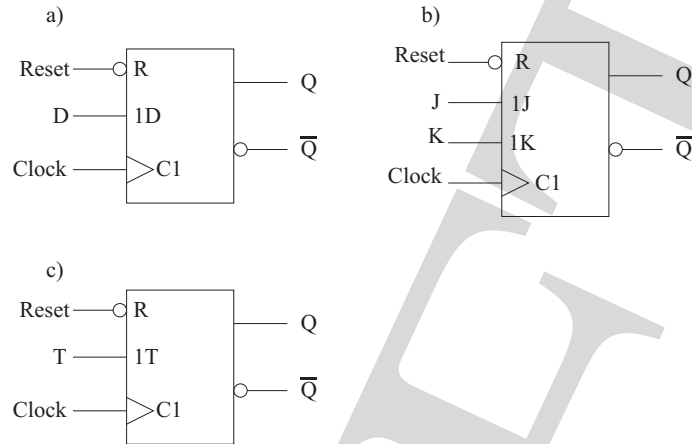 a)
Reset
R
Q
D
1D
Q̅
Clock
C1
b)
Reset
R
Q
J
1J
K
1K
Q̅
Clock
C1
c)
Reset
R
Q
T
1T
Q̅
Clock
C1